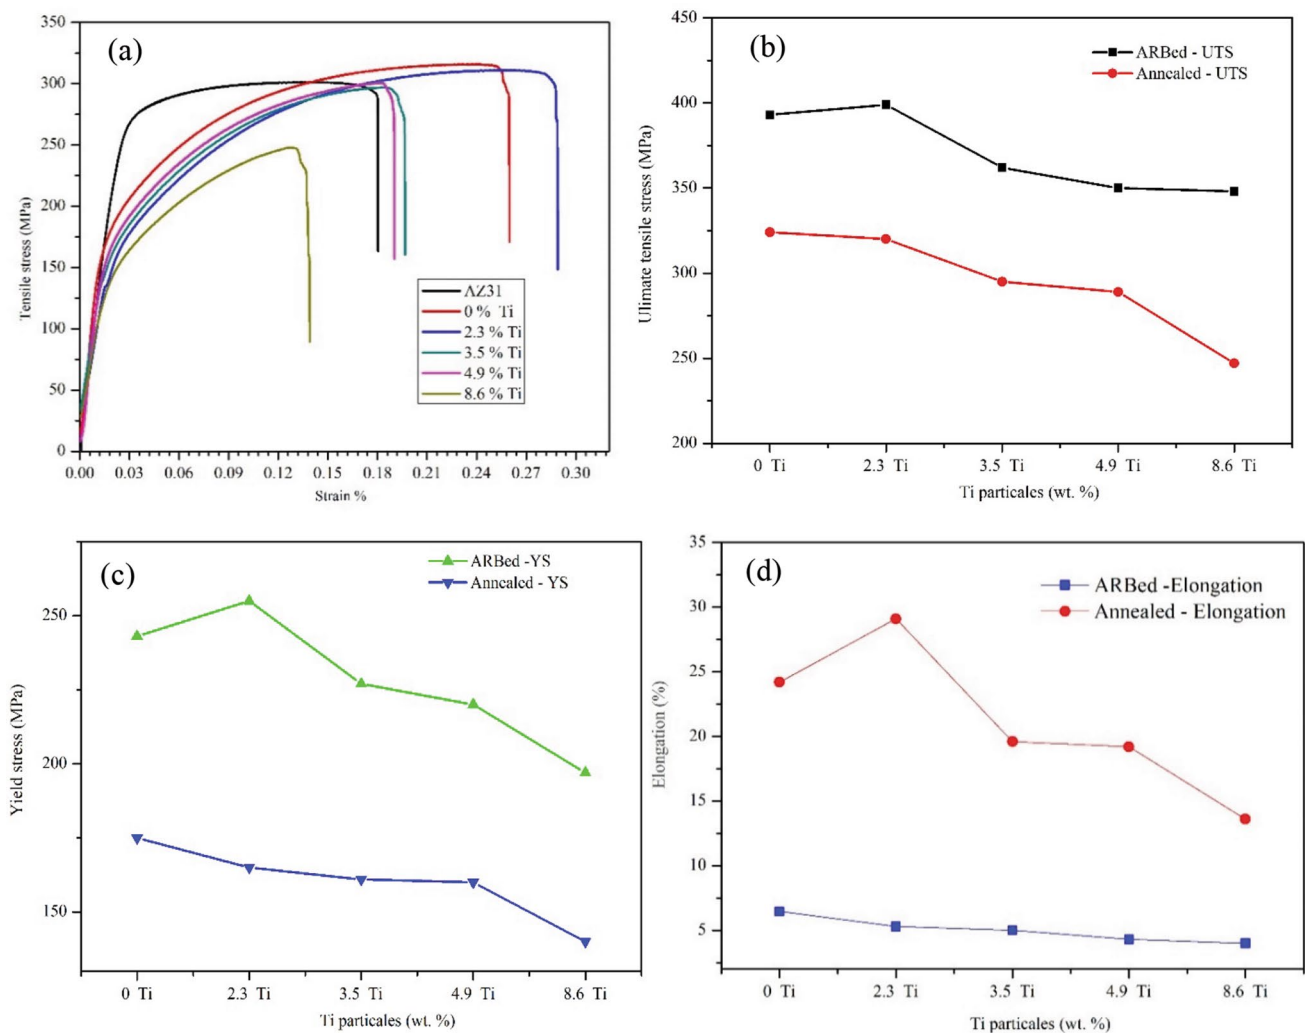 (a)
350
300
250
200
150
100
50
0
Tensile stress (MPa)
AZ31
0 % Ti
2.3 % Ti
3.5 % Ti
4.9 % Ti
8.6 % Ti
0.00 0.03 0.06 0.09 0.12 0.15 0.18 0.21 0.24 0.27 0.30
Strain %
(b)
450
400
350
300
250
200
Ulimate tensile stress (MPa)
ARBed - UTS
Annealed - UTS
0 Ti 2.3 Ti 3.5 Ti 4.9 Ti 8.6 Ti
Ti particales (wt. %)
(c)
250
200
150
Yield stress (MPa)
ARBed -YS
Annealed - YS
0 Ti 2.3 Ti 3.5 Ti 4.9 Ti 8.6 Ti
Ti particales (wt. %)
(d)
35
30
25
20
15
10
5
Elongation (%)
ARBed -Elongation
Annealed - Elongation
0 Ti 2.3 Ti 3.5 Ti 4.9 Ti 8.6 Ti
Ti particales (wt. %)